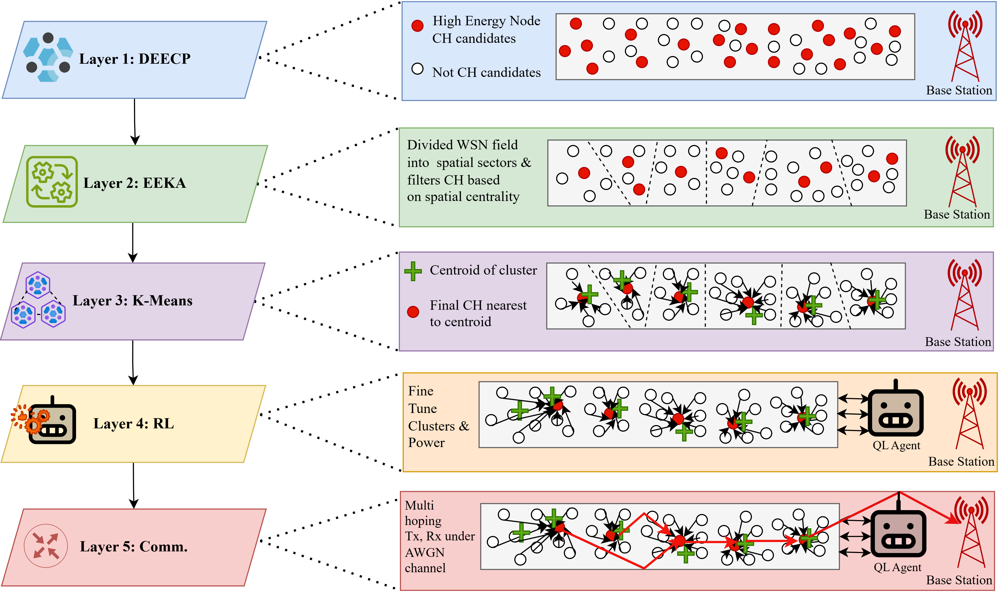 Layer 1: DEECP
High Energy Node
CH candidates
Not CH candidates
Base Station
Layer 2: EEKA
Divided WSN field
into spatial sectors &
filters CH based
on spatial centrality
Base Station
Layer 3: K-Means
Centroid of cluster
Final CH nearest
to centroid
Base Station
Layer 4: RL
Fine
Tune
Clusters &
Power
QL Agent
Base Station
Layer 5: Comm.
Multi
hoping
Tx, Rx under
AWGN
channel
QL Agent
Base Station